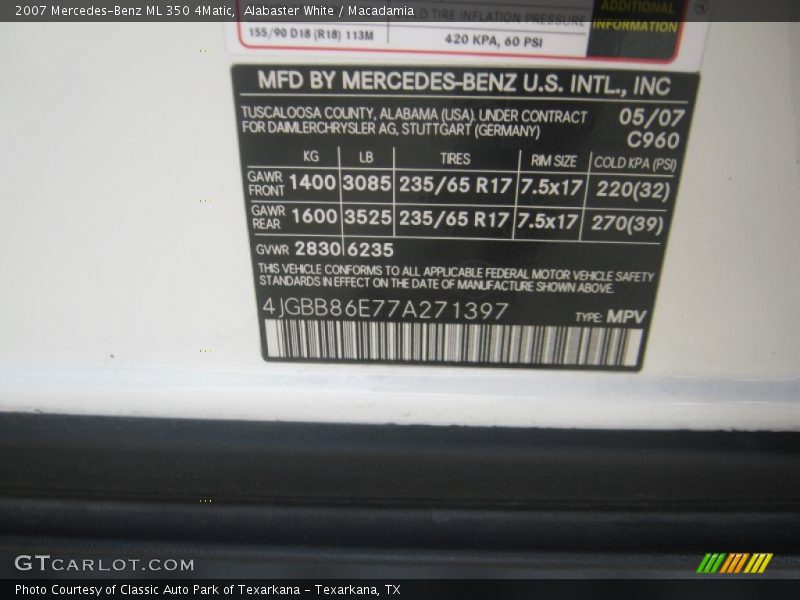 2007 Mercedes-Benz ML 350 4Matic, Alabaster White / Macadamia
COLD TIRE INFLATION PRESSURE
ADDITIONAL
INFORMATION
155/90 D18 (R18) 113M 420 KPA, 60 PSI
MFD BY MERCEDES-BENZ U.S. INTL., INC
TUSCALOOSA COUNTY, ALABAMA (USA). UNDER CONTRACT 05/07
FOR DAIMLERCHRYSLER AG, STUTTGART (GERMANY) C960
KG LB TIRES RIM SIZE COLD KPA (PSI)
GAWR FRONT 1400 3085 235/65 R17 7.5x17 220(32)
GAWR REAR 1600 3525 235/65 R17 7.5x17 270(39)
GVWR 2830 6235
THIS VEHICLE CONFORMS TO ALL APPLICABLE FEDERAL MOTOR VEHICLE SAFETY
STANDARDS IN EFFECT ON THE DATE OF MANUFACTURE SHOWN ABOVE.
4JGBB86E77A271397 TYPE: MPV
GTCARLOT.COM
Photo Courtesy of Classic Auto Park of Texarkana - Texarkana, TX